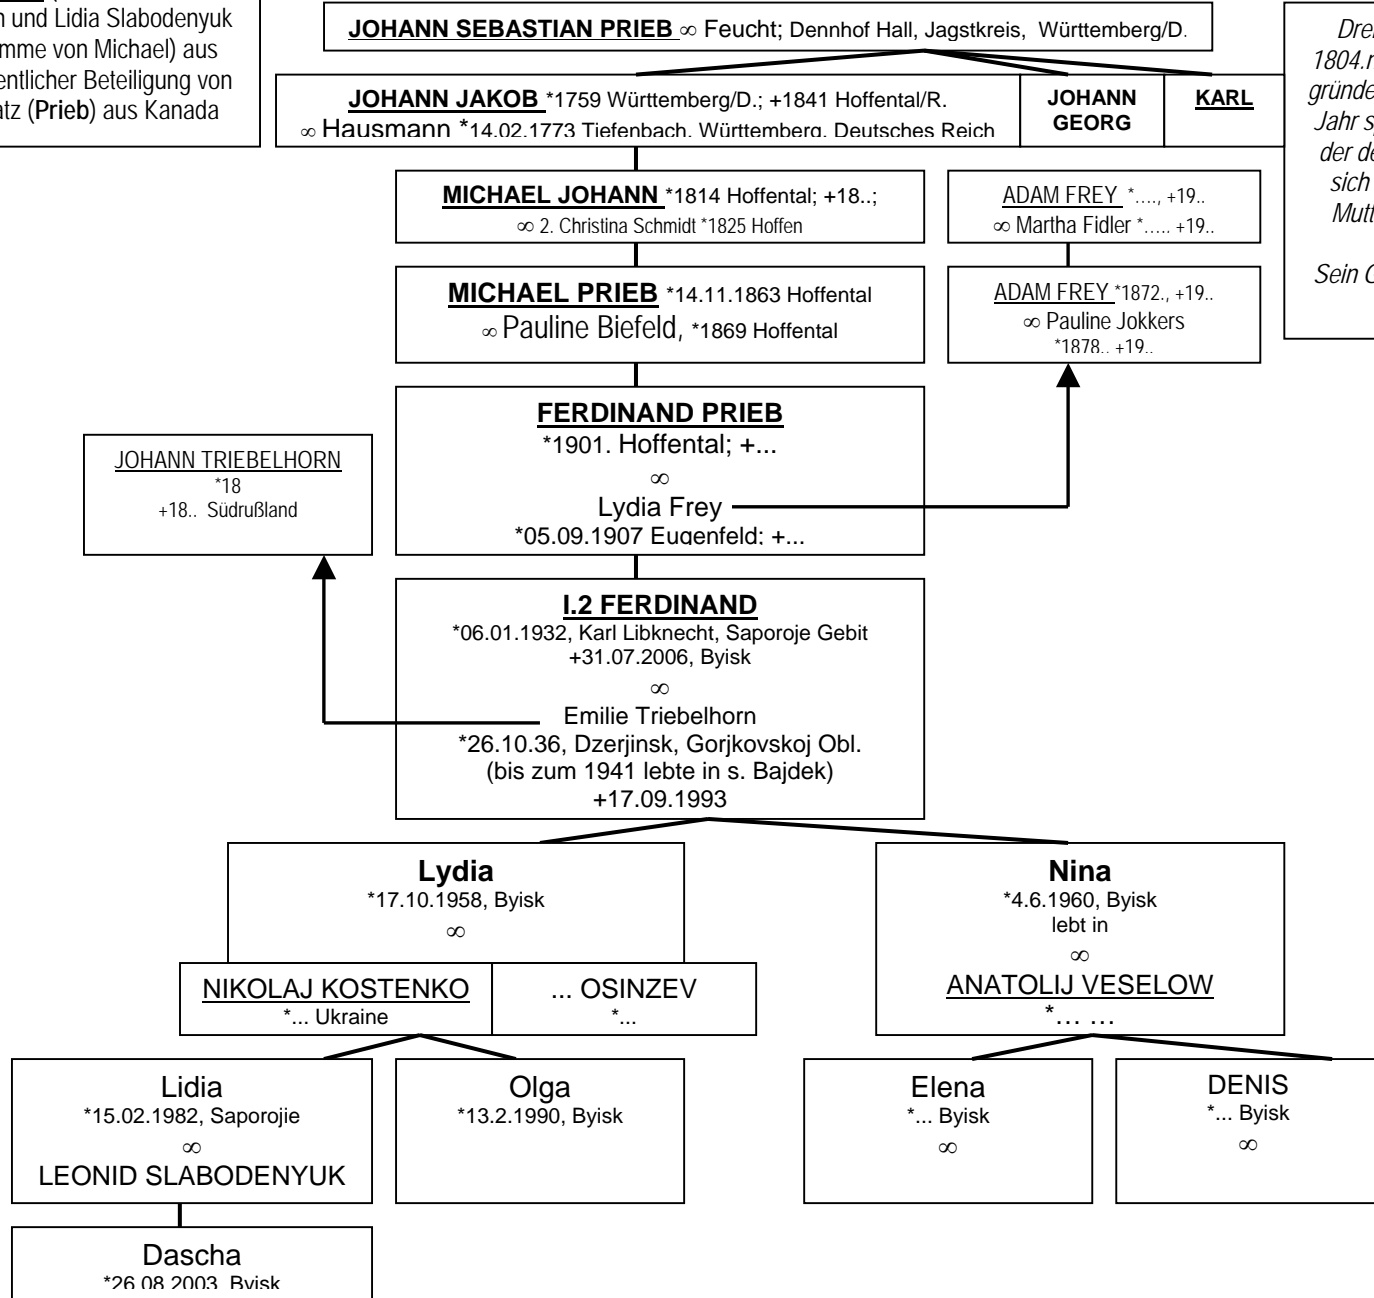 n und Lidia Slabodenyuk
mme von Michael) aus
entlicher Beteiligung von
atz (Prieb) aus Kanada
JOHANN SEBASTIAN PRIEB ∞ Feucht; Dennhof Hall, Jagstkreis, Württemberg/D.
JOHANN JAKOB *1759 Württemberg/D.; +1841 Hoffental/R.
∞ Hausmann *14.02.1773 Tiefenbach, Württemberg, Deutsches Reich
JOHANN
GEORG
KARL
Drei
1804.r
gründe
Jahr s
der de
sich
Mutt
Sein G
MICHAEL JOHANN *1814 Hoffental; +18..;
∞ 2. Christina Schmidt *1825 Hoffen
ADAM FREY *...., +19..
∞ Martha Fidler *..... +19..
MICHAEL PRIEB *14.11.1863 Hoffental
∞ Pauline Biefeld, *1869 Hoffental
ADAM FREY *1872., +19..
∞ Pauline Jokkers
*1878.. +19..
FERDINAND PRIEB
*1901. Hoffental; +...
∞
Lydia Frey
*05.09.1907 Eugenfeld; +...
JOHANN TRIEBELHORN
*18
+18.. Südrußland
I.2 FERDINAND
*06.01.1932, Karl Libknecht, Saporoje Gebit
+31.07.2006, Byisk
∞
Emilie Triebelhorn
*26.10.36, Dzerjinsk, Gorjkovskoj Obl.
(bis zum 1941 lebte in s. Bajdek)
+17.09.1993
Lydia
*17.10.1958, Byisk
∞
NIKOLAJ KOSTENKO
*... Ukraine
... OSINZEV
*...
Nina
*4.6.1960, Byisk
lebt in
∞
ANATOLIJ VESELOW
*... ...
Lidia
*15.02.1982, Saporojie
∞
LEONID SLABODENYUK
Olga
*13.2.1990, Byisk
Elena
*... Byisk
∞
DENIS
*... Byisk
∞
Dascha
*26.08.2003, Byisk